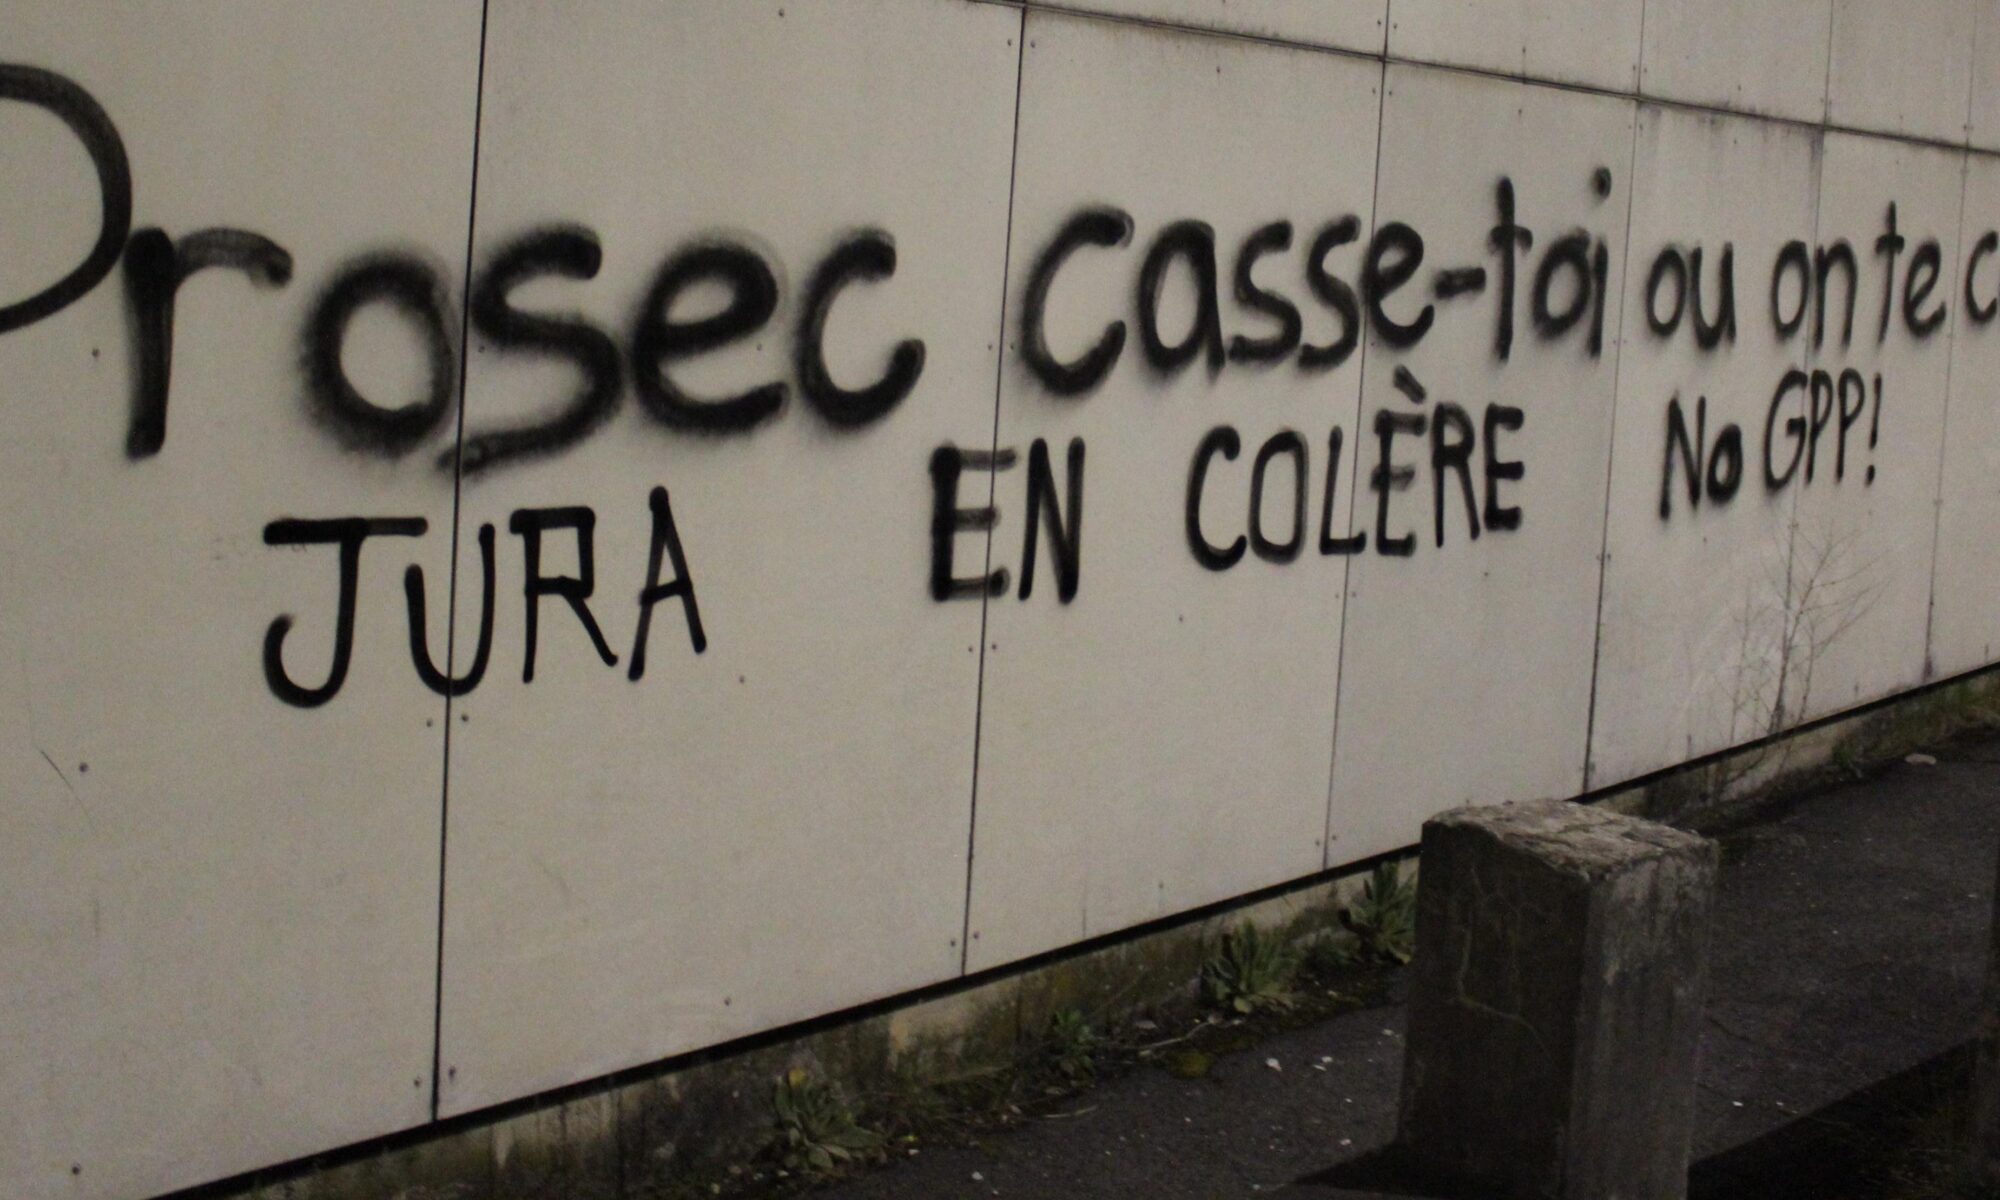 Prosec casse-toi ou on te
JURA EN COLÈRE No GPP!